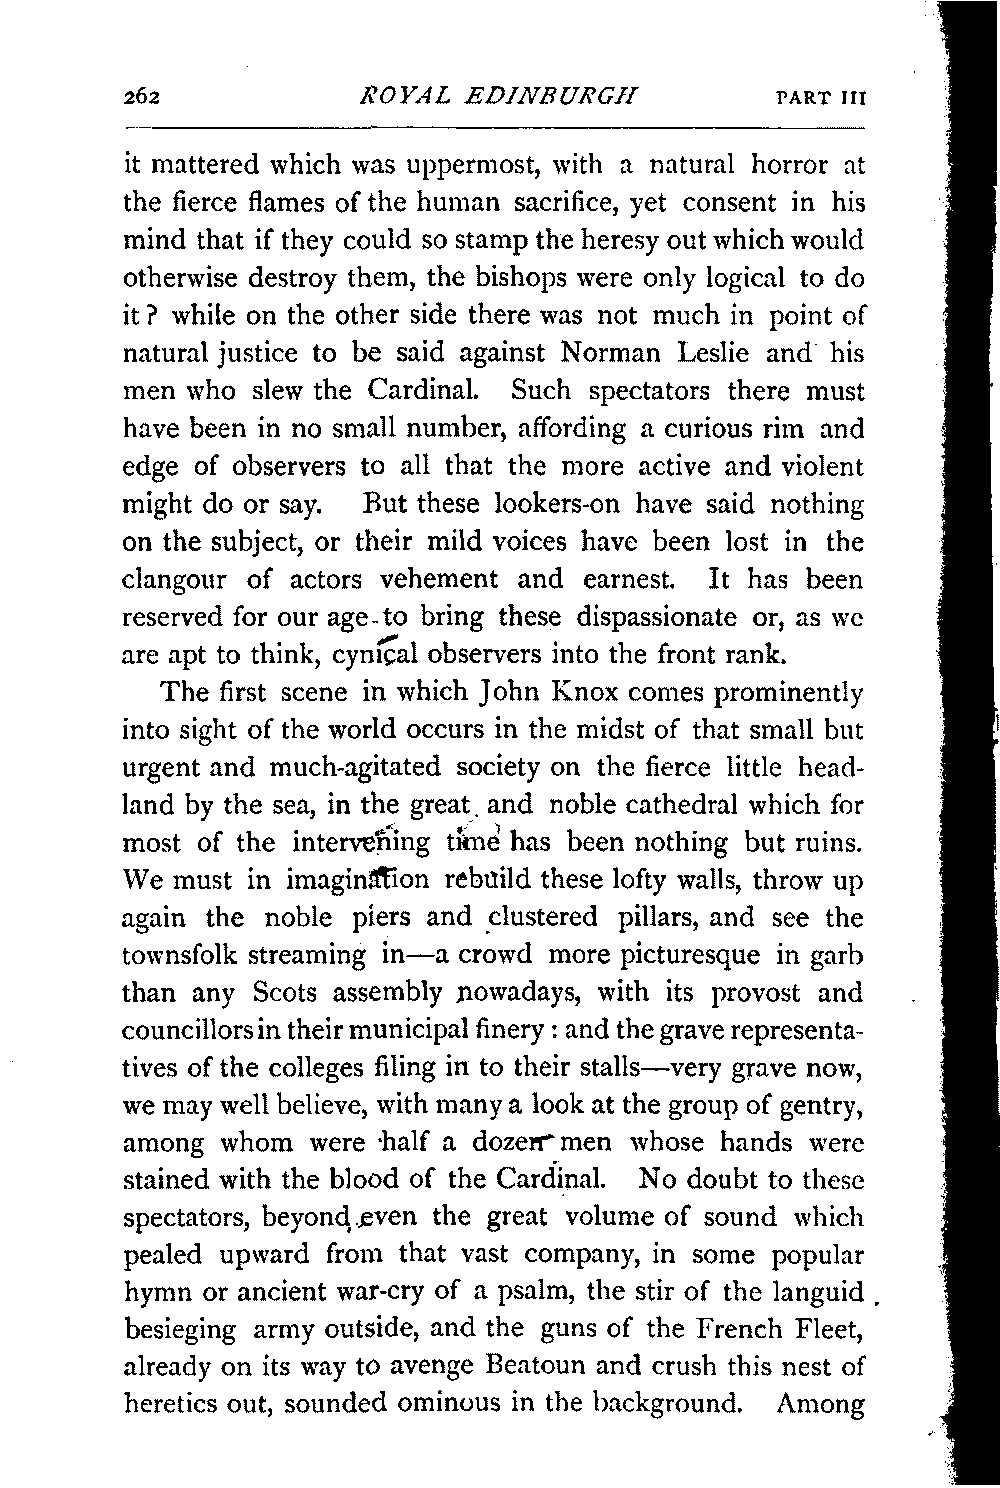 262 ROYAL EDINBURGH PART III
it mattered which was uppermost, with a natural horror at
the fierce flames of the human sacrifice, yet consent in his
mind that if they could so stamp the heresy out which would
otherwise destroy them, the bishops were only logical to do
it? while on the other side there was not much in point of
natural justice to be said against Norman Leslie and his
men who slew the Cardinal. Such spectators there must
have been in no small number, affording a curious rim and
edge of observers to all that the more active and violent
might do or say. But these lookers-on have said nothing
on the subject, or their mild voices have been lost in the
clangour of actors vehement and earnest. It has been
reserved for our age to bring these dispassionate or, as we
are apt to think, cynical observers into the front rank.
The first scene in which John Knox comes prominently
into sight of the world occurs in the midst of that small but
urgent and much-agitated society on the fierce little head-
land by the sea, in the great and noble cathedral which for
most of the intervening time has been nothing but ruins.
We must in imagination rebuild these lofty walls, throw up
again the noble piers and clustered pillars, and see the
townsfolk streaming in—a crowd more picturesque in garb
than any Scots assembly nowadays, with its provost and
councillors in their municipal finery : and the grave representa-
tives of the colleges filing in to their stalls—very grave now,
we may well believe, with many a look at the group of gentry,
among whom were half a dozen men whose hands were
stained with the blood of the Cardinal. No doubt to these
spectators, beyond even the great volume of sound which
pealed upward from that vast company, in some popular
hymn or ancient war-cry of a psalm, the stir of the languid
besieging army outside, and the guns of the French Fleet,
already on its way to avenge Beatoun and crush this nest of
heretics out, sounded ominous in the background. Among